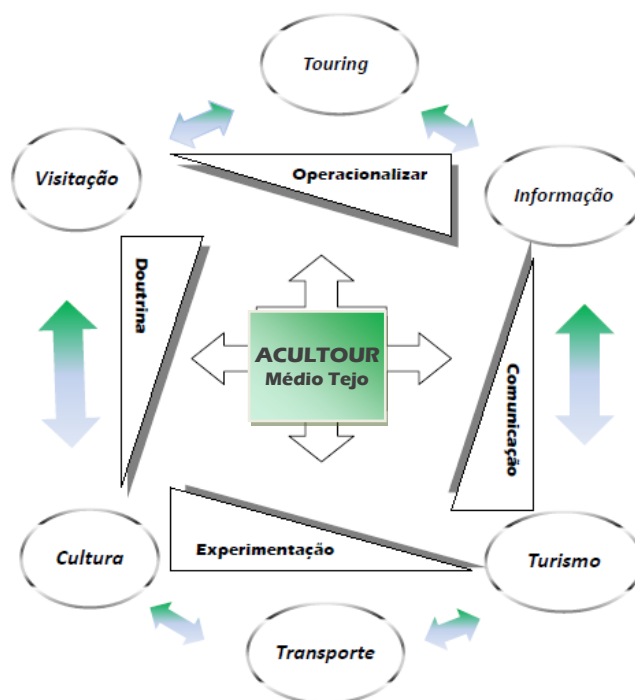 Touring
Visitação
Operacionalizar
Informação
Doutrina
ACULTOUR
Médio Tejo
Comunicação
Experimentação
Cultura
Turismo
Transporte